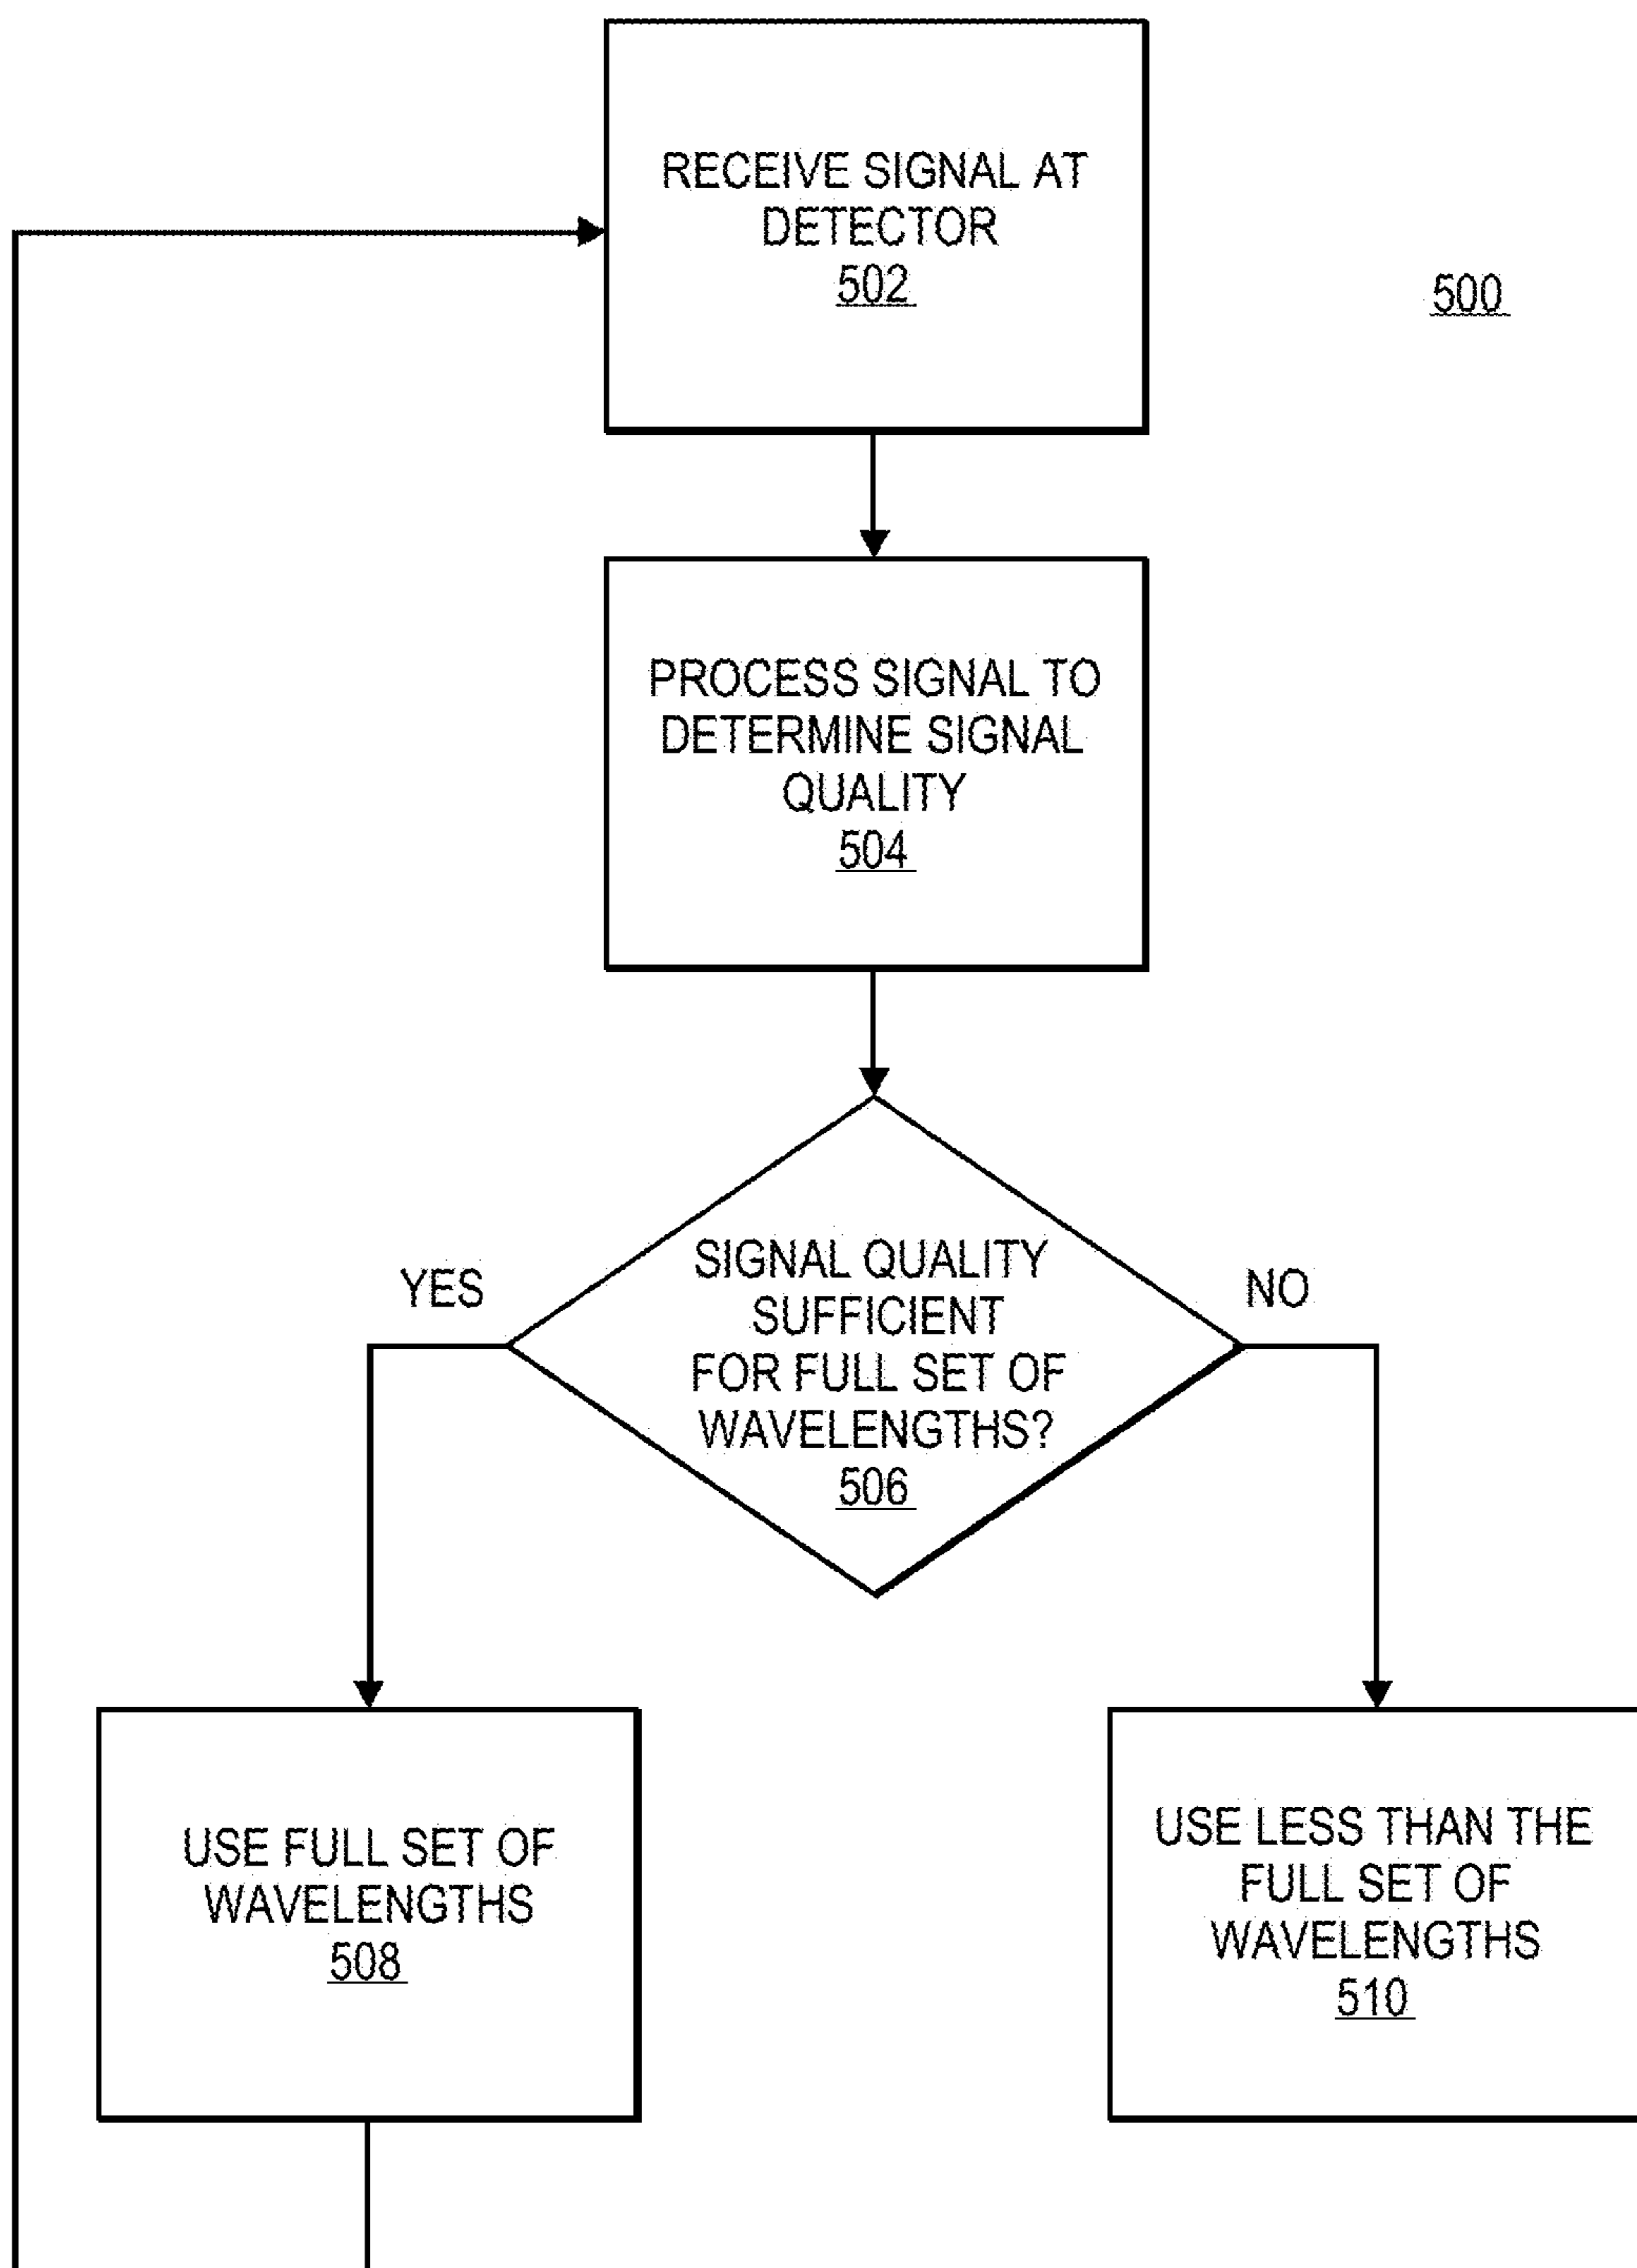 RECEIVE SIGNAL AT
DETECTOR
502
500
PROCESS SIGNAL TO
DETERMINE SIGNAL
QUALITY
504
YES
SIGNAL QUALITY
SUFFICIENT
FOR FULL SET OF
WAVELENGTHS?
506
NO
USE FULL SET OF
WAVELENGTHS
508
USE LESS THAN THE
FULL SET OF
WAVELENGTHS
510